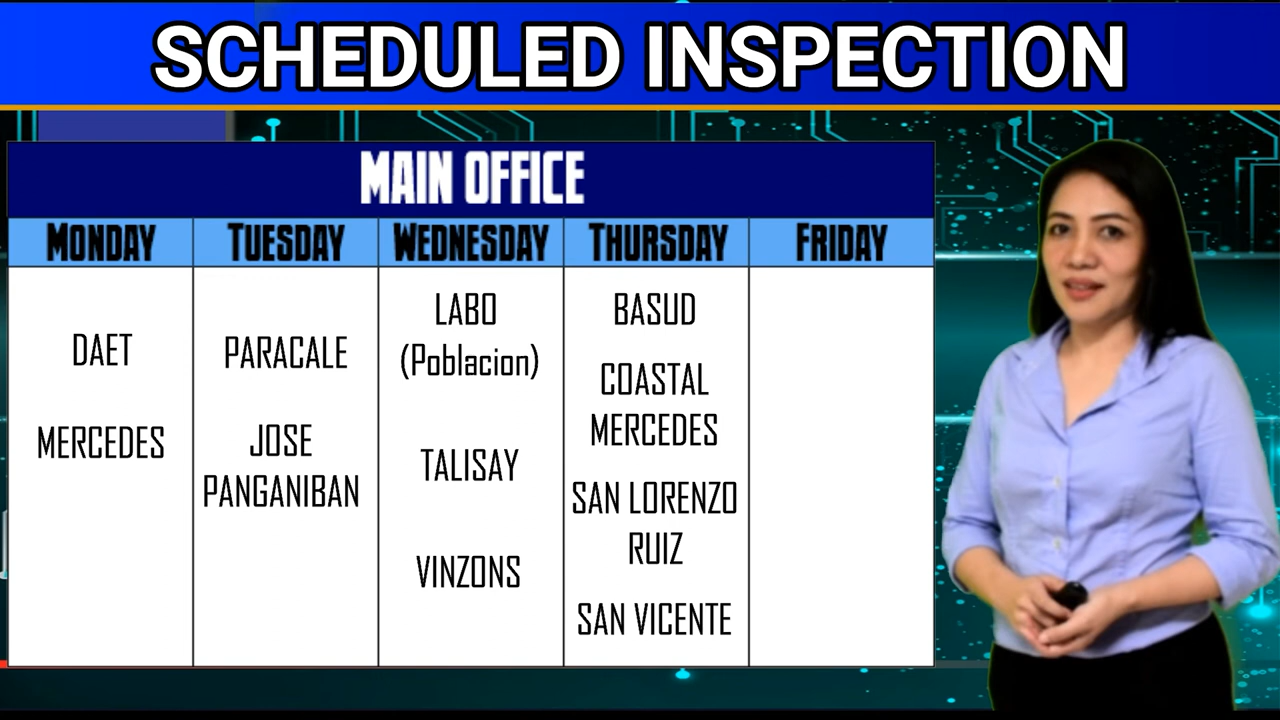 SCHEDULED INSPECTION
MAIN OFFICE
MONDAY TUESDAY WEDNESDAY THURSDAY FRIDAY
DAET
MERCEDES
PARACALE
JOSE
PANGANIBAN
LABO
(Poblacion)
TALISAY
VINZONS
BASUD
COASTAL
MERCEDES
SAN LORENZO
RUIZ
SAN VICENTE